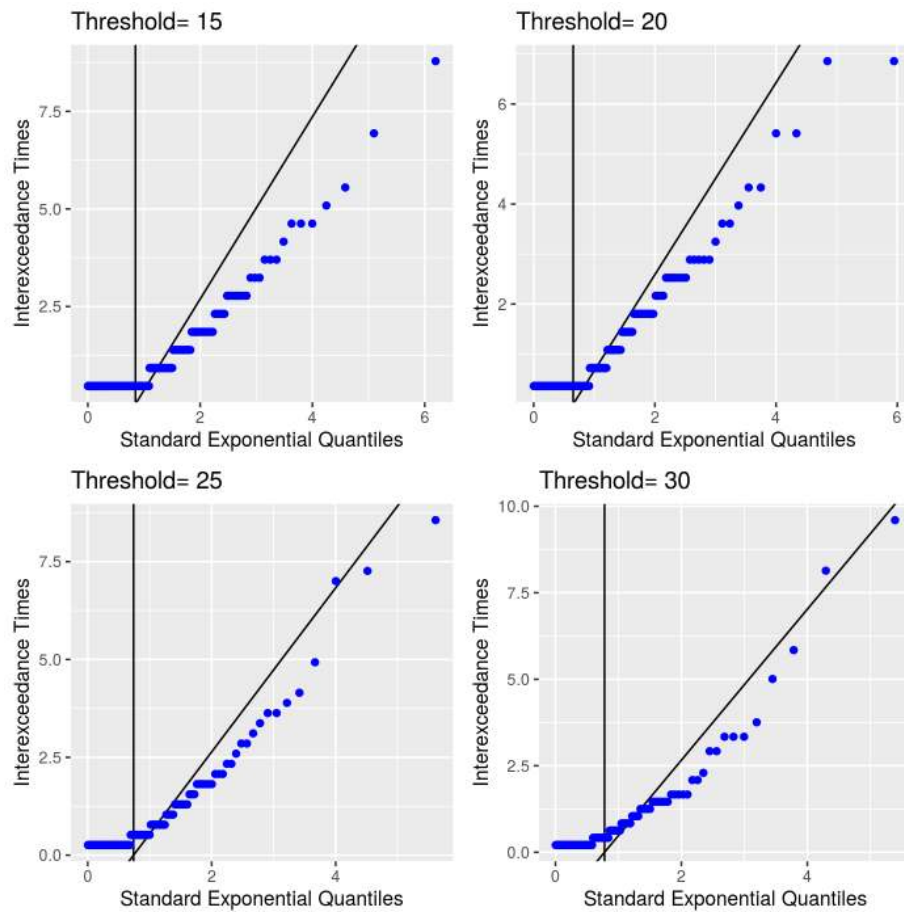 Threshold= 15
7.5
5.0
2.5
0
2
4
6
Interexceedance Times
Standard Exponential Quantiles
Threshold= 20
6
4
2
0
2
4
6
Interexceedance Times
Standard Exponential Quantiles
Threshold= 25
7.5
5.0
2.5
0.0
0
2
4
Interexceedance Times
Standard Exponential Quantiles
Threshold= 30
10.0
7.5
5.0
2.5
0.0
0
2
4
Interexceedance Times
Standard Exponential Quantiles